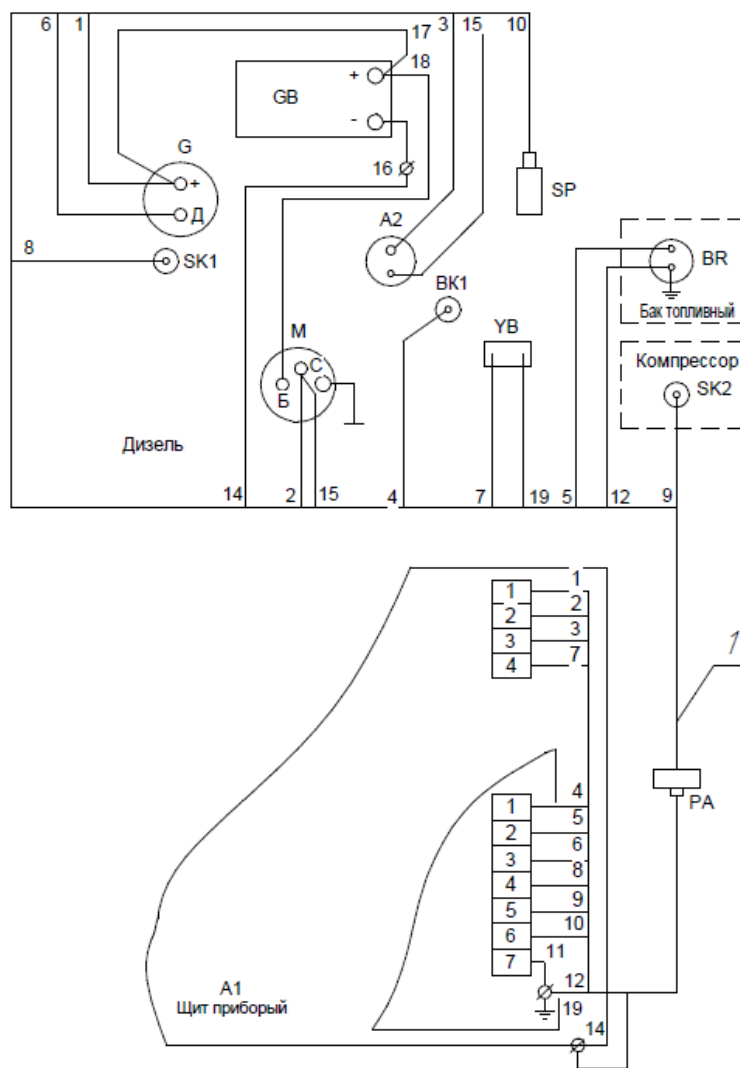 6 1 17 3 15 10
18
+
GB
-
G
+
Д
16
SP
A2
8
SK1
BR
Бак топливный
ВК1
M
YB
Компрессор
SK2
С
Б
Дизель
14 2 15 4 7 19 5 12 9
1 1
2 2
3 3
4 7
1
PA
1 4
2 5
3 6
4 8
5 9
6 10
7 11
12
A1
Щит приборый
19
14